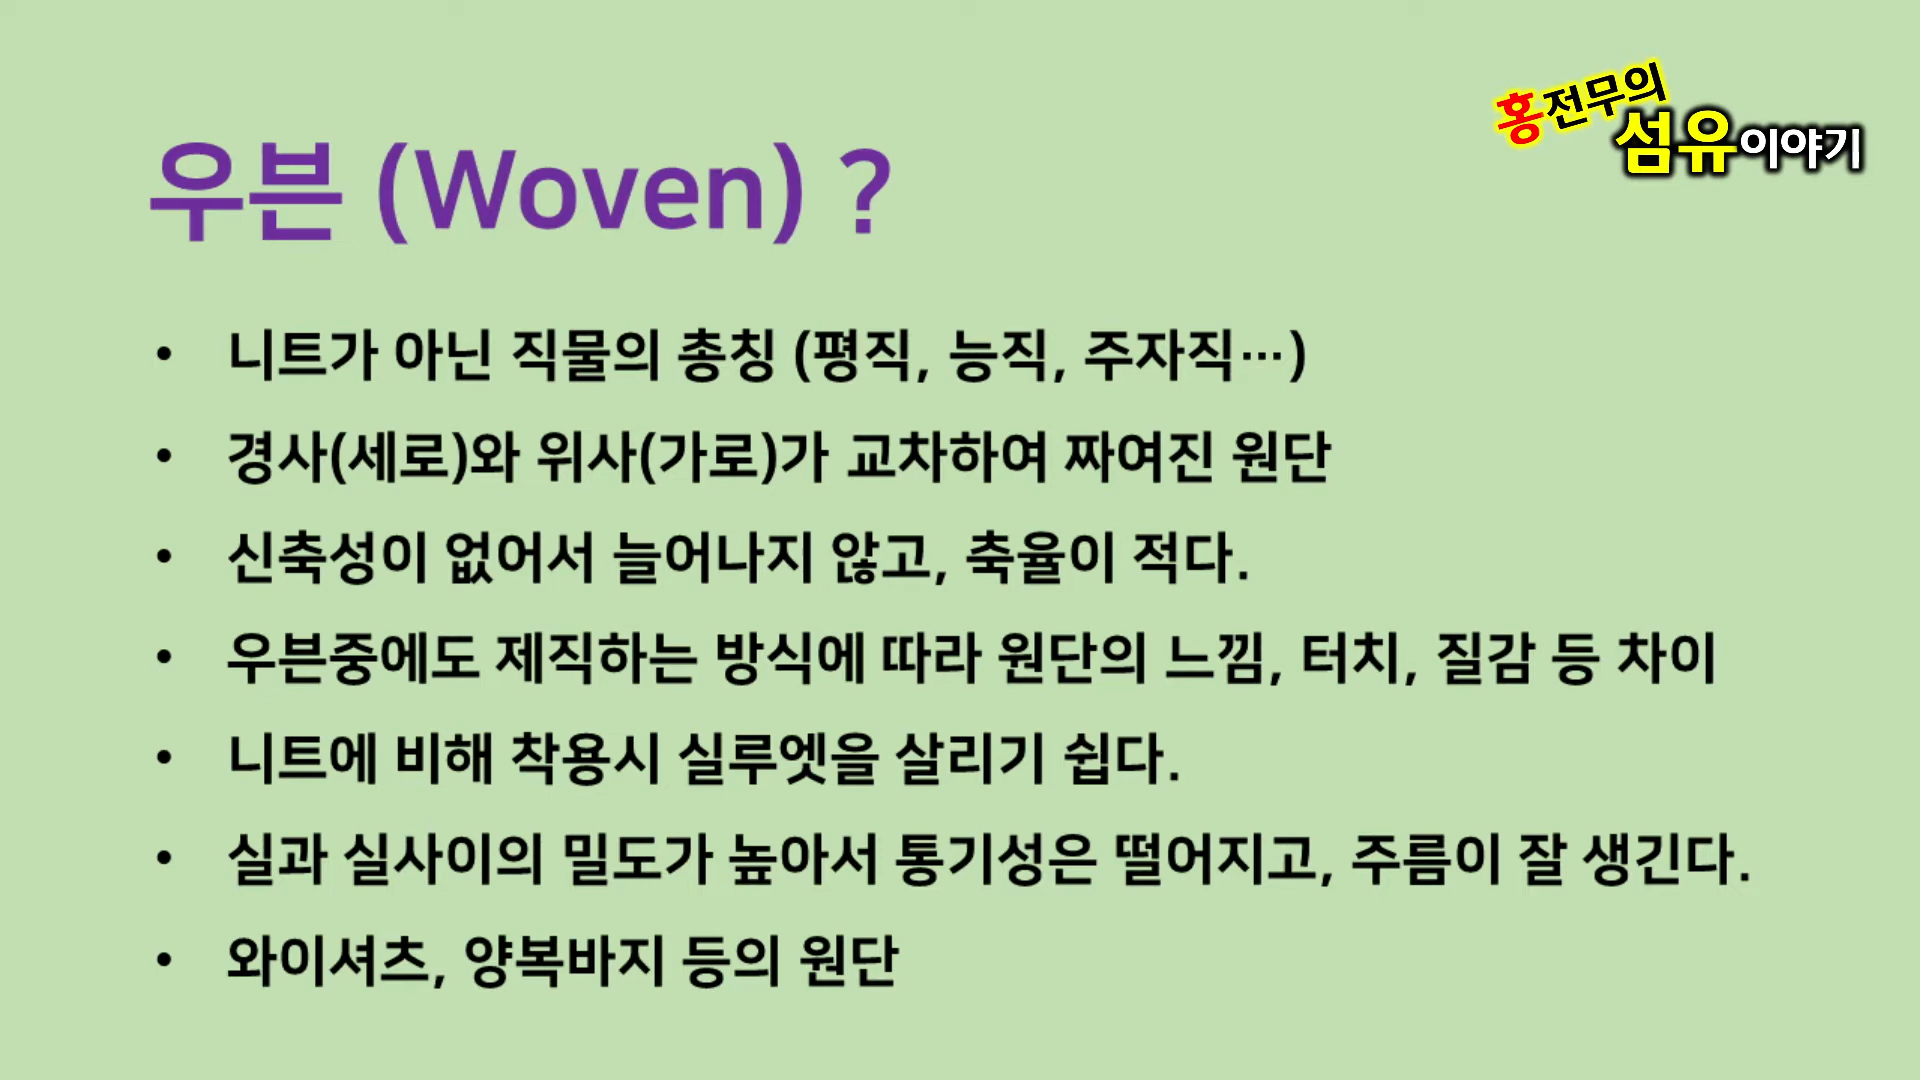 홍전무의
섬유이야기
우븐 (Woven) ?
• 니트가 아닌 직물의 총칭 (평직, 능직, 주자직…)
• 경사(세로)와 위사(가로)가 교차하여 짜여진 원단
• 신축성이 없어서 늘어나지 않고, 축율이 적다.
• 우븐중에도 제직하는 방식에 따라 원단의 느낌, 터치, 질감 등 차이
• 니트에 비해 착용시 실루엣을 살리기 쉽다.
• 실과 실사이의 밀도가 높아서 통기성은 떨어지고, 주름이 잘 생긴다.
• 와이셔츠, 양복바지 등의 원단